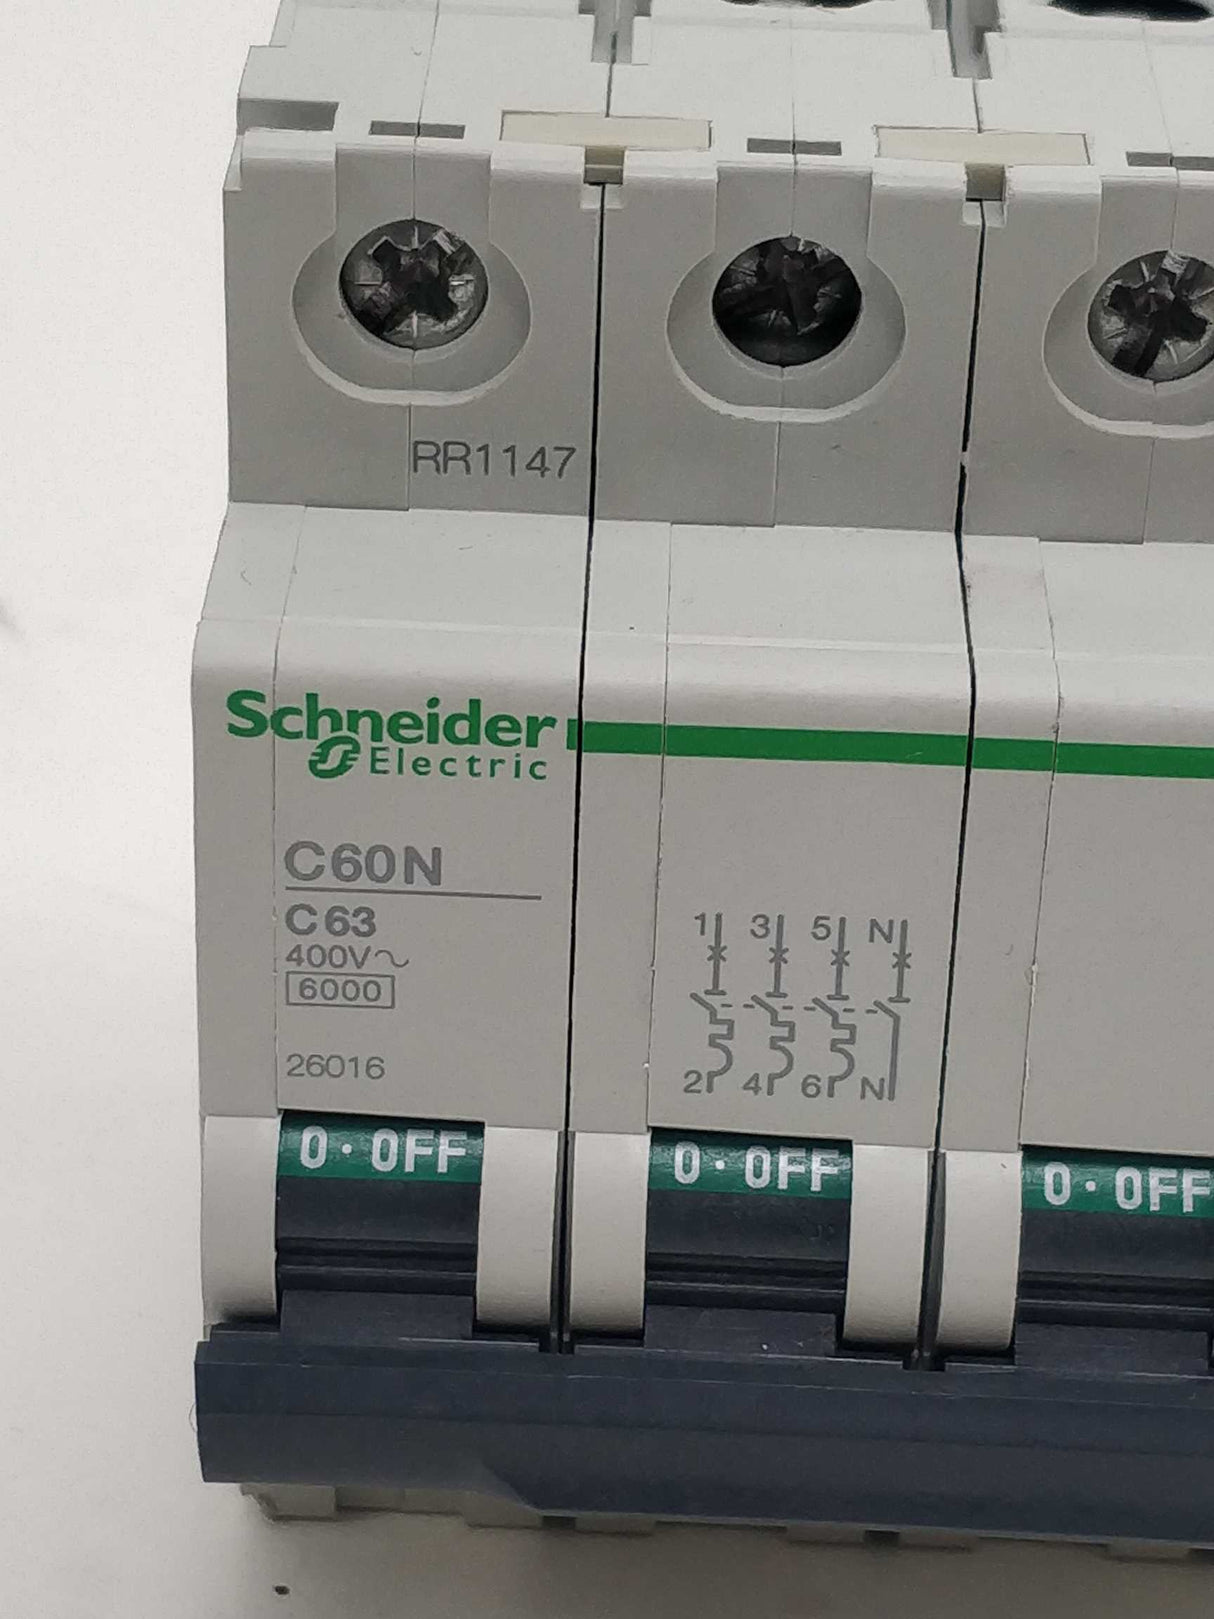 RR1147
Schneider
Electric
C60N
C63
400V~
6000
26016
1 3 5 N
2 4 6 N
0·OFF 0·OFF 0·OFF